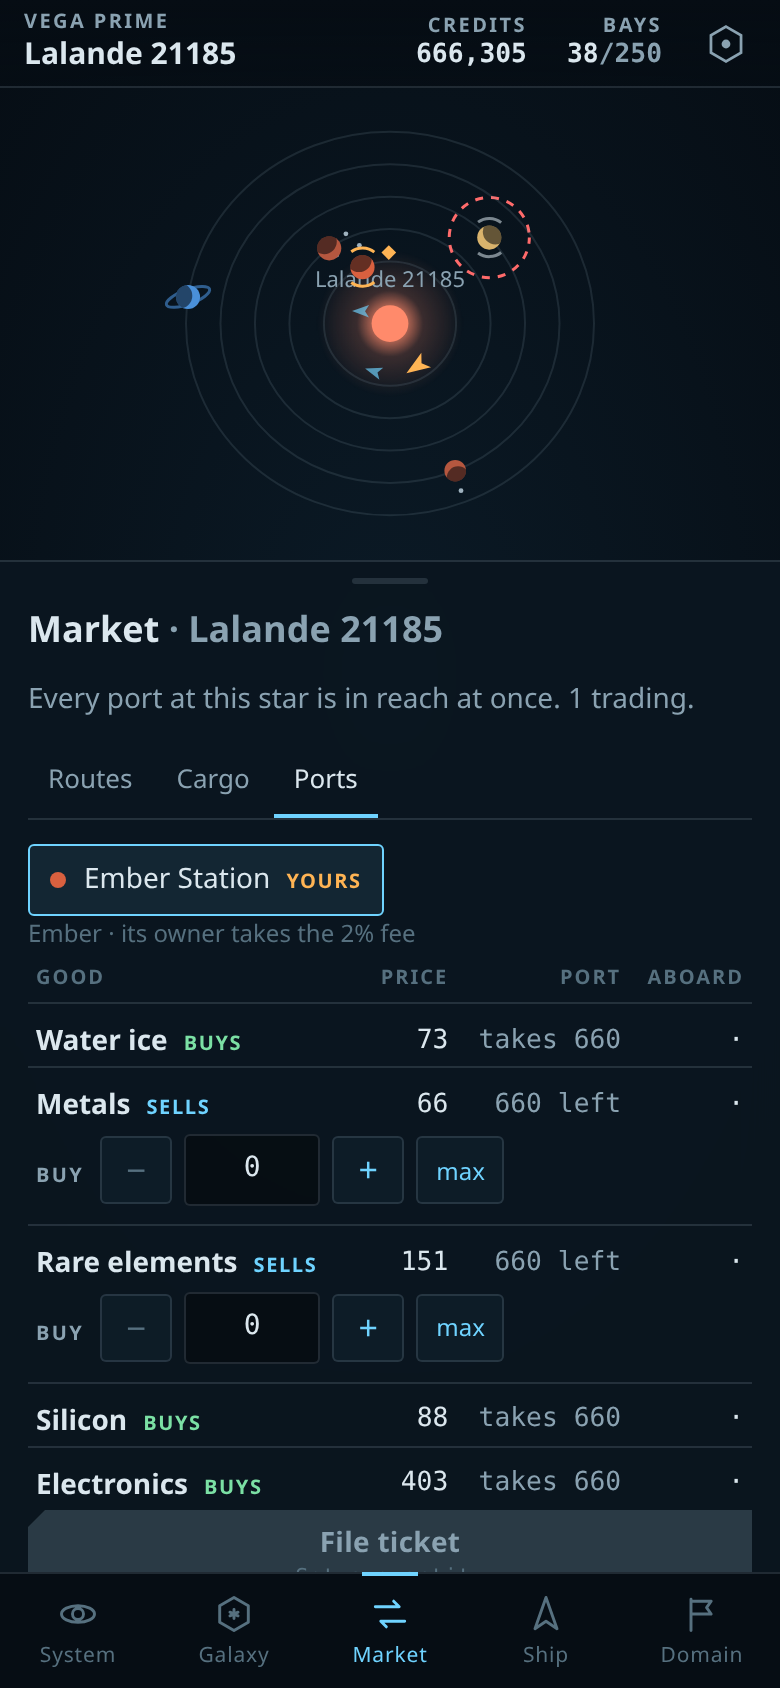 VEGA PRIME
Lalande 21185
CREDITS
666,305
BAYS
38/250
Lalande 21185
Market · Lalande 21185
Every port at this star is in reach at once. 1 trading.
Routes Cargo Ports
Ember Station YOURS
Ember · its owner takes the 2% fee
GOOD PRICE PORT ABOARD
Water ice BUYS 73 takes 660 ·
Metals SELLS 66 660 left ·
BUY − 0 + max
Rare elements SELLS 151 660 left ·
BUY − 0 + max
Silicon BUYS 88 takes 660 ·
Electronics BUYS 403 takes 660 ·
File ticket
System Galaxy Market Ship Domain